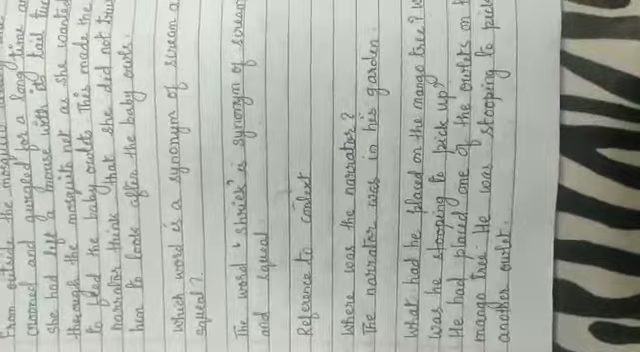 From outside the mosquito
crooned and gurgled for a long time an
she had left a mouse with its tail
through the mosquito net as she wanted
to feed the baby owlets. This made the
narrator think that she did not trust
him to looke after the baby owls.
which word is a synonym of scream a
squeal?
The word "shriek" is synonym of scream
and squeal.
Reference to context
Where was the narrator?
The narrator was in his garden.
What had he placed on the mango tree? w
was he stooping to pick up?
He had placed one of the owlets on
mango tree. He was stooping to pick
another owlet.